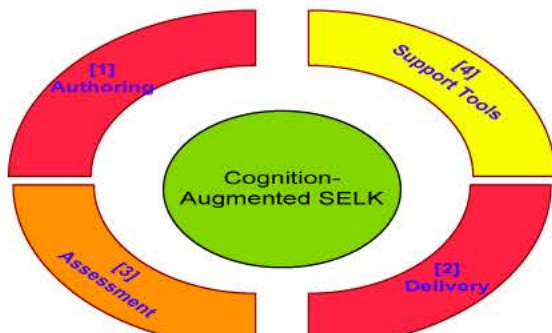 [1]
Authoring
[4]
Support Tools
Cognition-
Augmented SELK
[3]
Assessment
[2]
Delivery